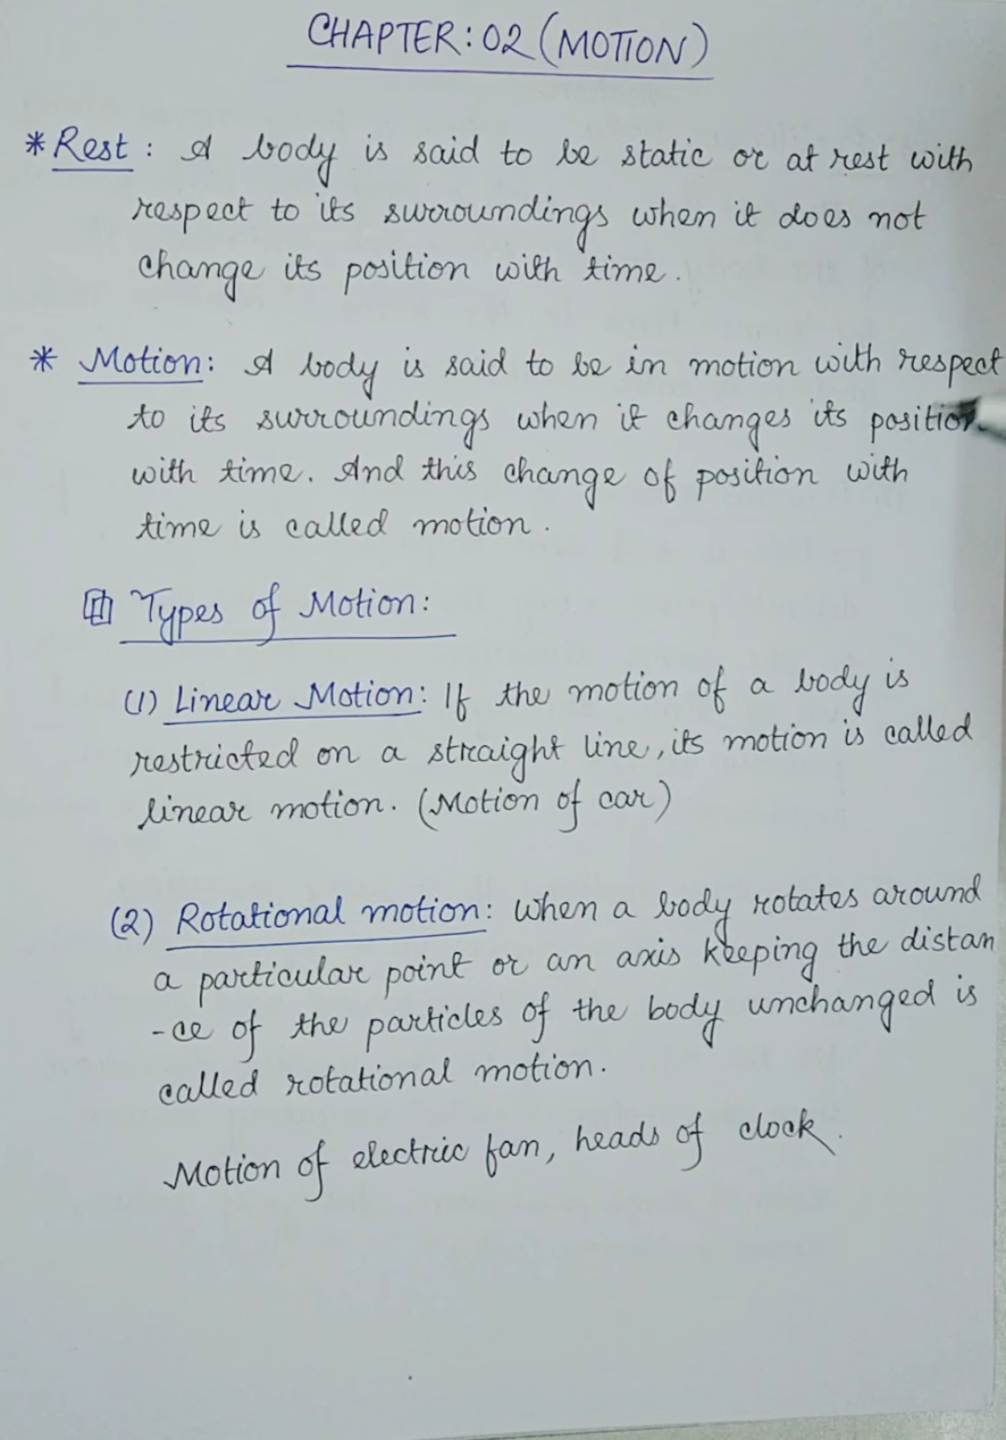 CHAPTER: 02 (MOTION)
* Rest : A body is said to be static or at rest with
respect to its surroundings when it does not
change its position with time.
* Motion: A body is said to be in motion with respect
to its surroundings when it changes its position
with time. And this change of position with
time is called motion.
Types of Motion:
(1) Linear Motion: If the motion of a body is
restricted on a straight line, its motion is called
linear motion. (Motion of car)
(2) Rotational motion: when a body rotates around
a particular point or an axis keeping the distan
-ce of the particles of the body unchanged is
called rotational motion.
Motion of electric fan, heads of clock.